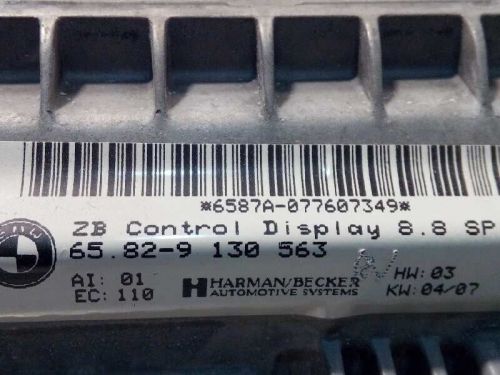 *6587A-077607349*
ZB Control Display 8.8 SP
65.82-9 130 563
AI: 01
EC: 110
HARMAN/BECKER
AUTOMOTIVE SYSTEMS
HW: 03
KW: 04/07
BMW